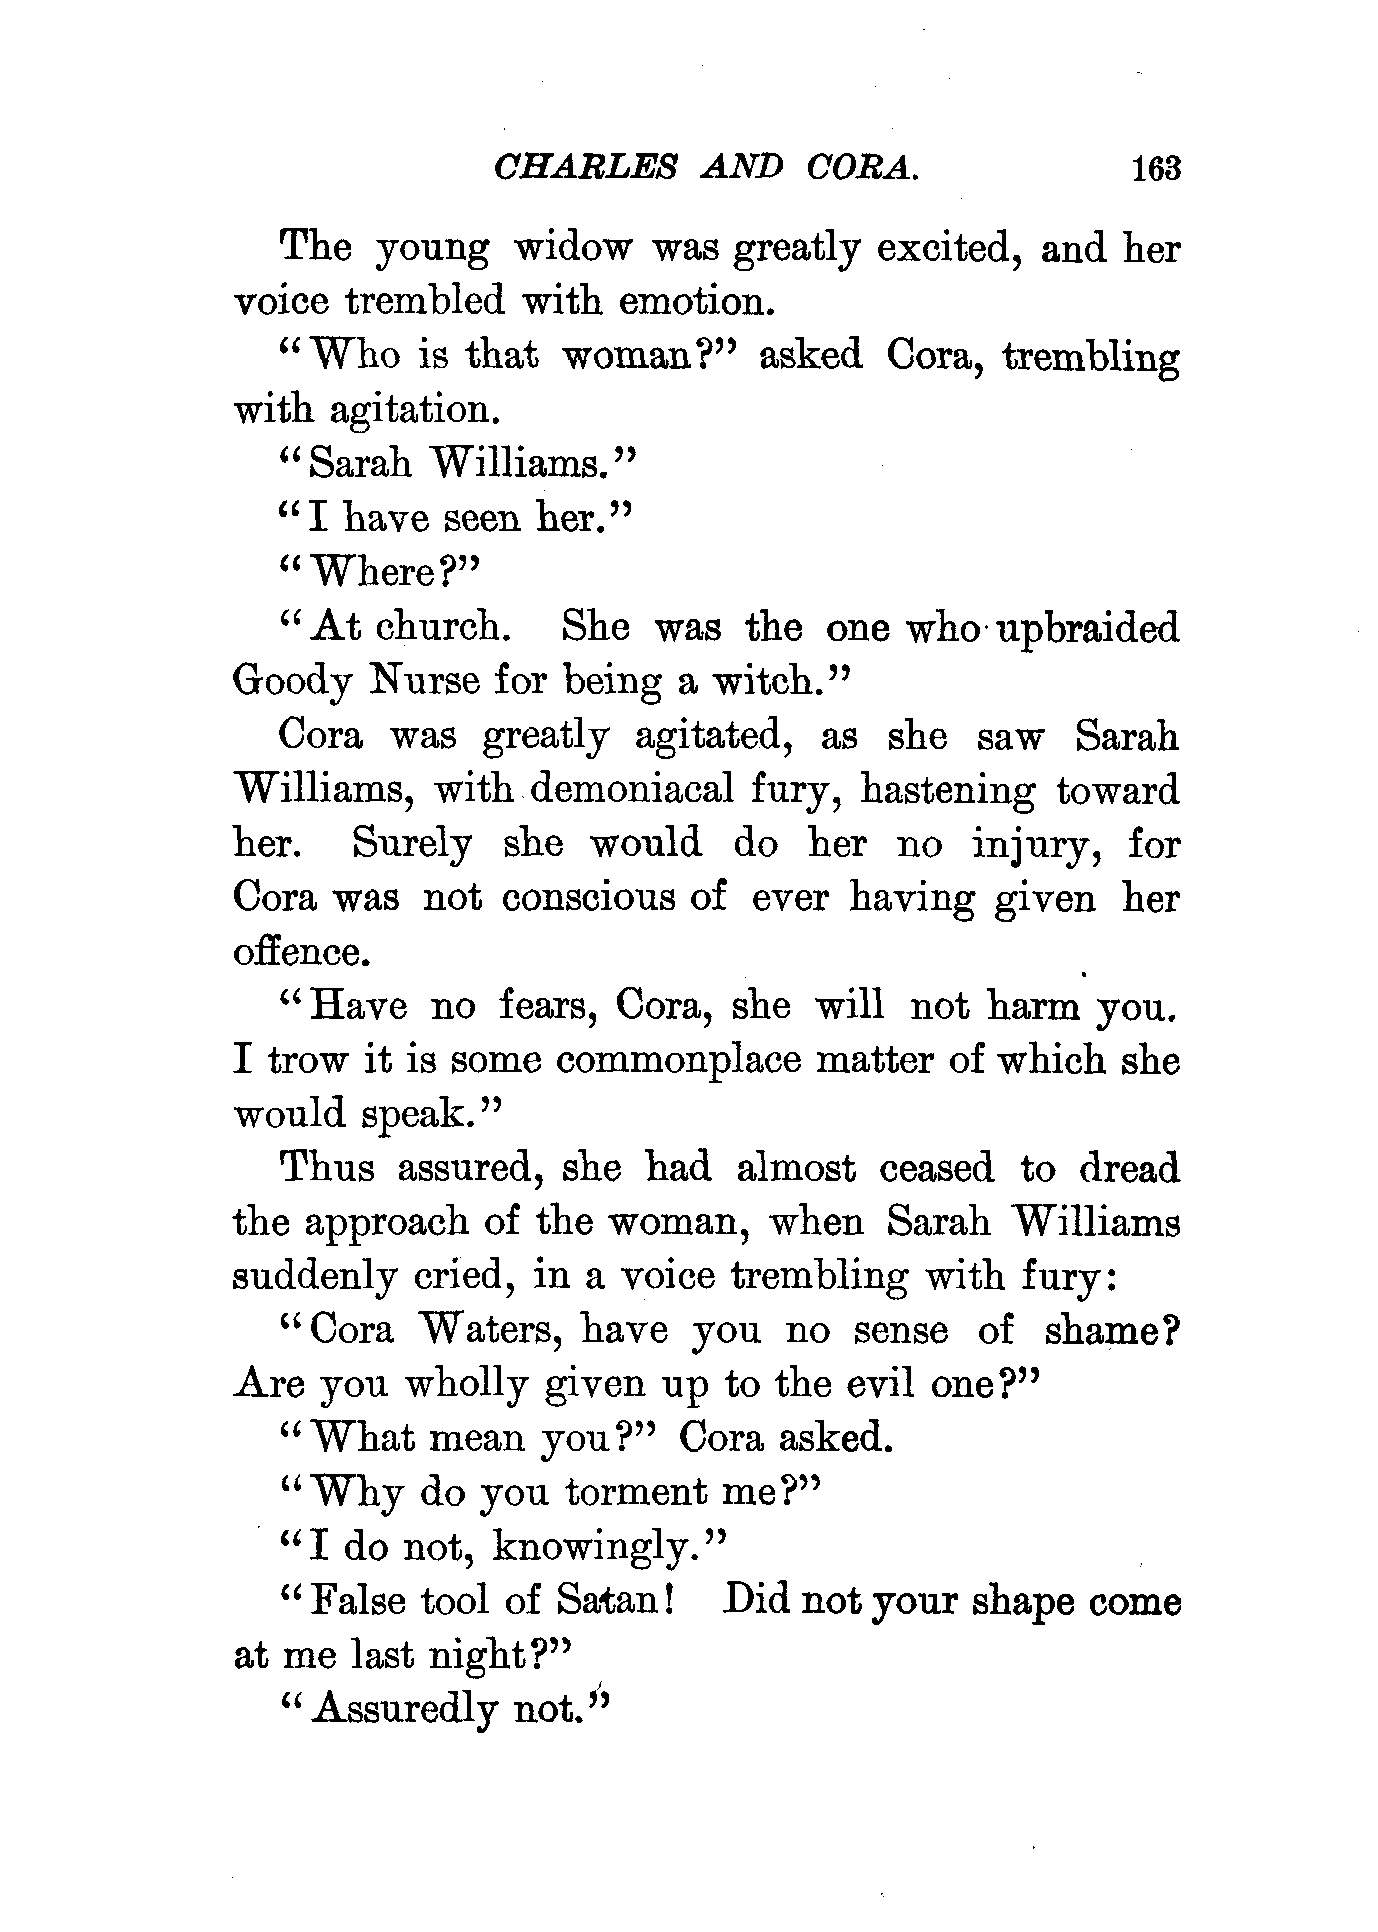 CHARLES AND CORA. 163
The young widow was greatly excited, and her
voice trembled with emotion.
"Who is that woman?" asked Cora, trembling
with agitation.
"Sarah Williams."
"I have seen her."
"Where?"
"At church. She was the one who upbraided
Goody Nurse for being a witch."
Cora was greatly agitated, as she saw Sarah
Williams, with demoniacal fury, hastening toward
her. Surely she would do her no injury, for
Cora was not conscious of ever having given her
offence.
"Have no fears, Cora, she will not harm you.
I trow it is some commonplace matter of which she
would speak."
Thus assured, she had almost ceased to dread
the approach of the woman, when Sarah Williams
suddenly cried, in a voice trembling with fury:
"Cora Waters, have you no sense of shame?
Are you wholly given up to the evil one?"
"What mean you?" Cora asked.
"Why do you torment me?"
"I do not, knowingly."
"False tool of Satan! Did not your shape come
at me last night?"
"Assuredly not."